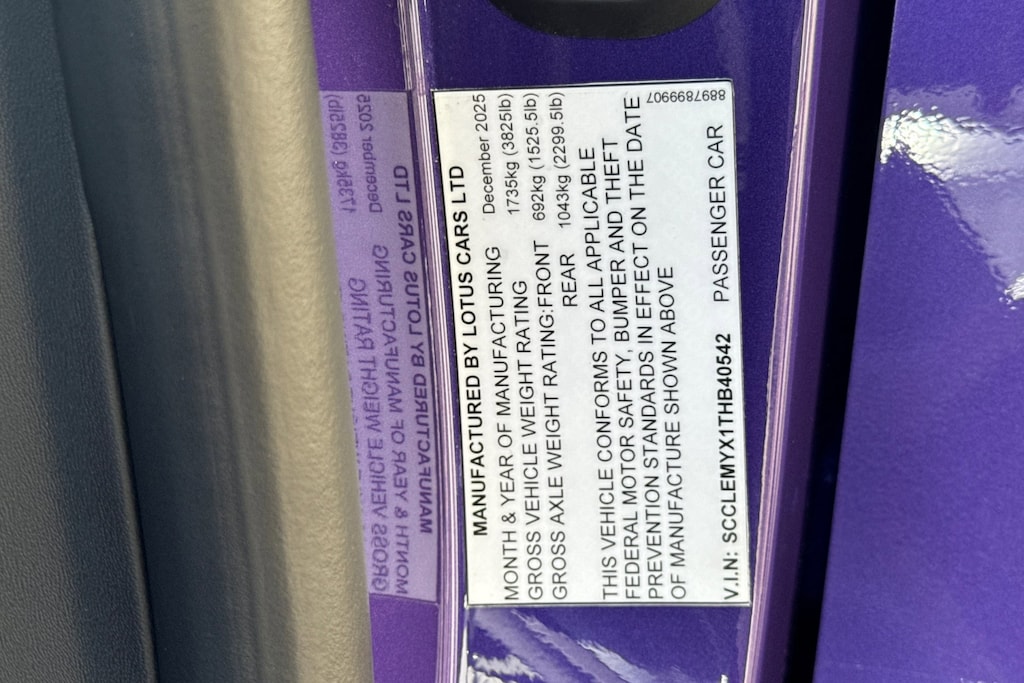 MANUFACTURED BY LOTUS CARS LTD
MONTH & YEAR OF MANUFACTURING December 2025
GROSS VEHICLE WEIGHT RATING 1735kg (3825lb)
GROSS AXLE WEIGHT RATING: FRONT 692kg (1525.5lb)
REAR 1043kg (2299.5lb)
THIS VEHICLE CONFORMS TO ALL APPLICABLE
FEDERAL MOTOR SAFETY, BUMPER AND THEFT
PREVENTION STANDARDS IN EFFECT ON THE DATE
OF MANUFACTURE SHOWN ABOVE
8897899907
V.I.N: SCCLEMYX1THB40542 PASSENGER CAR